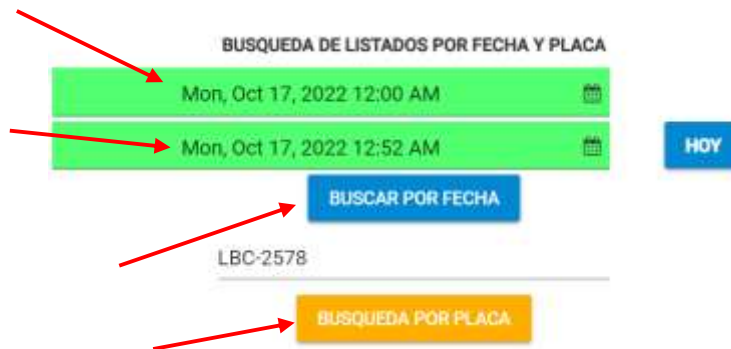 BUSQUEDA DE LISTADOS POR FECHA Y PLACA
Mon, Oct 17, 2022 12:00 AM
Mon, Oct 17, 2022 12:52 AM
HOY
BUSCAR POR FECHA
LBC-2578
BUSQUEDA POR PLACA